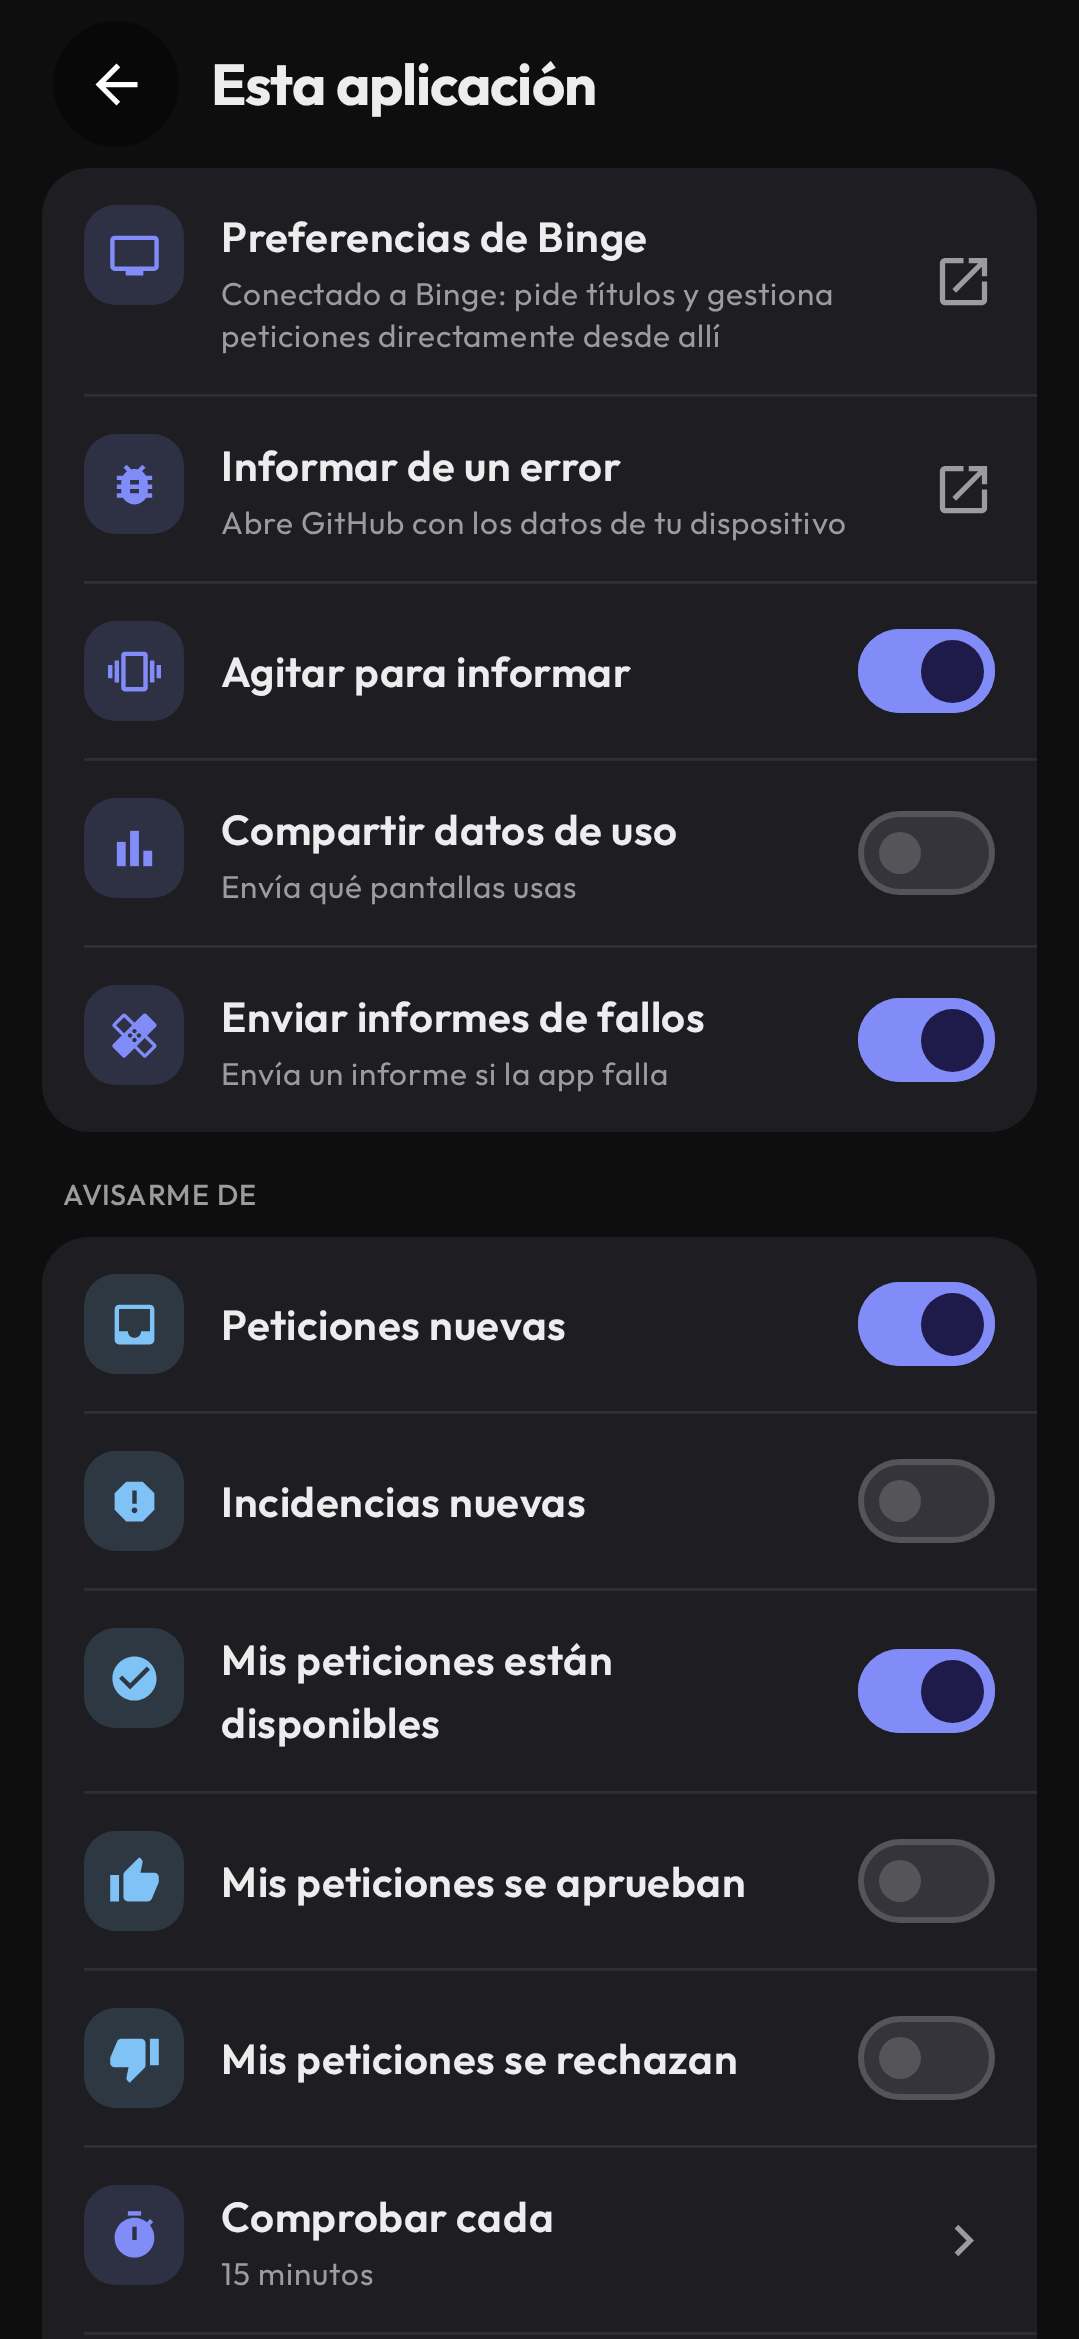 Esta aplicación
Preferencias de Binge
Conectado a Binge: pide títulos y gestiona
peticiones directamente desde allí
Informar de un error
Abre GitHub con los datos de tu dispositivo
Agitar para informar
Compartir datos de uso
Envía qué pantallas usas
Enviar informes de fallos
Envía un informe si la app falla
AVISARME DE
Peticiones nuevas
Incidencias nuevas
Mis peticiones están
disponibles
Mis peticiones se aprueban
Mis peticiones se rechazan
Comprobar cada
15 minutos